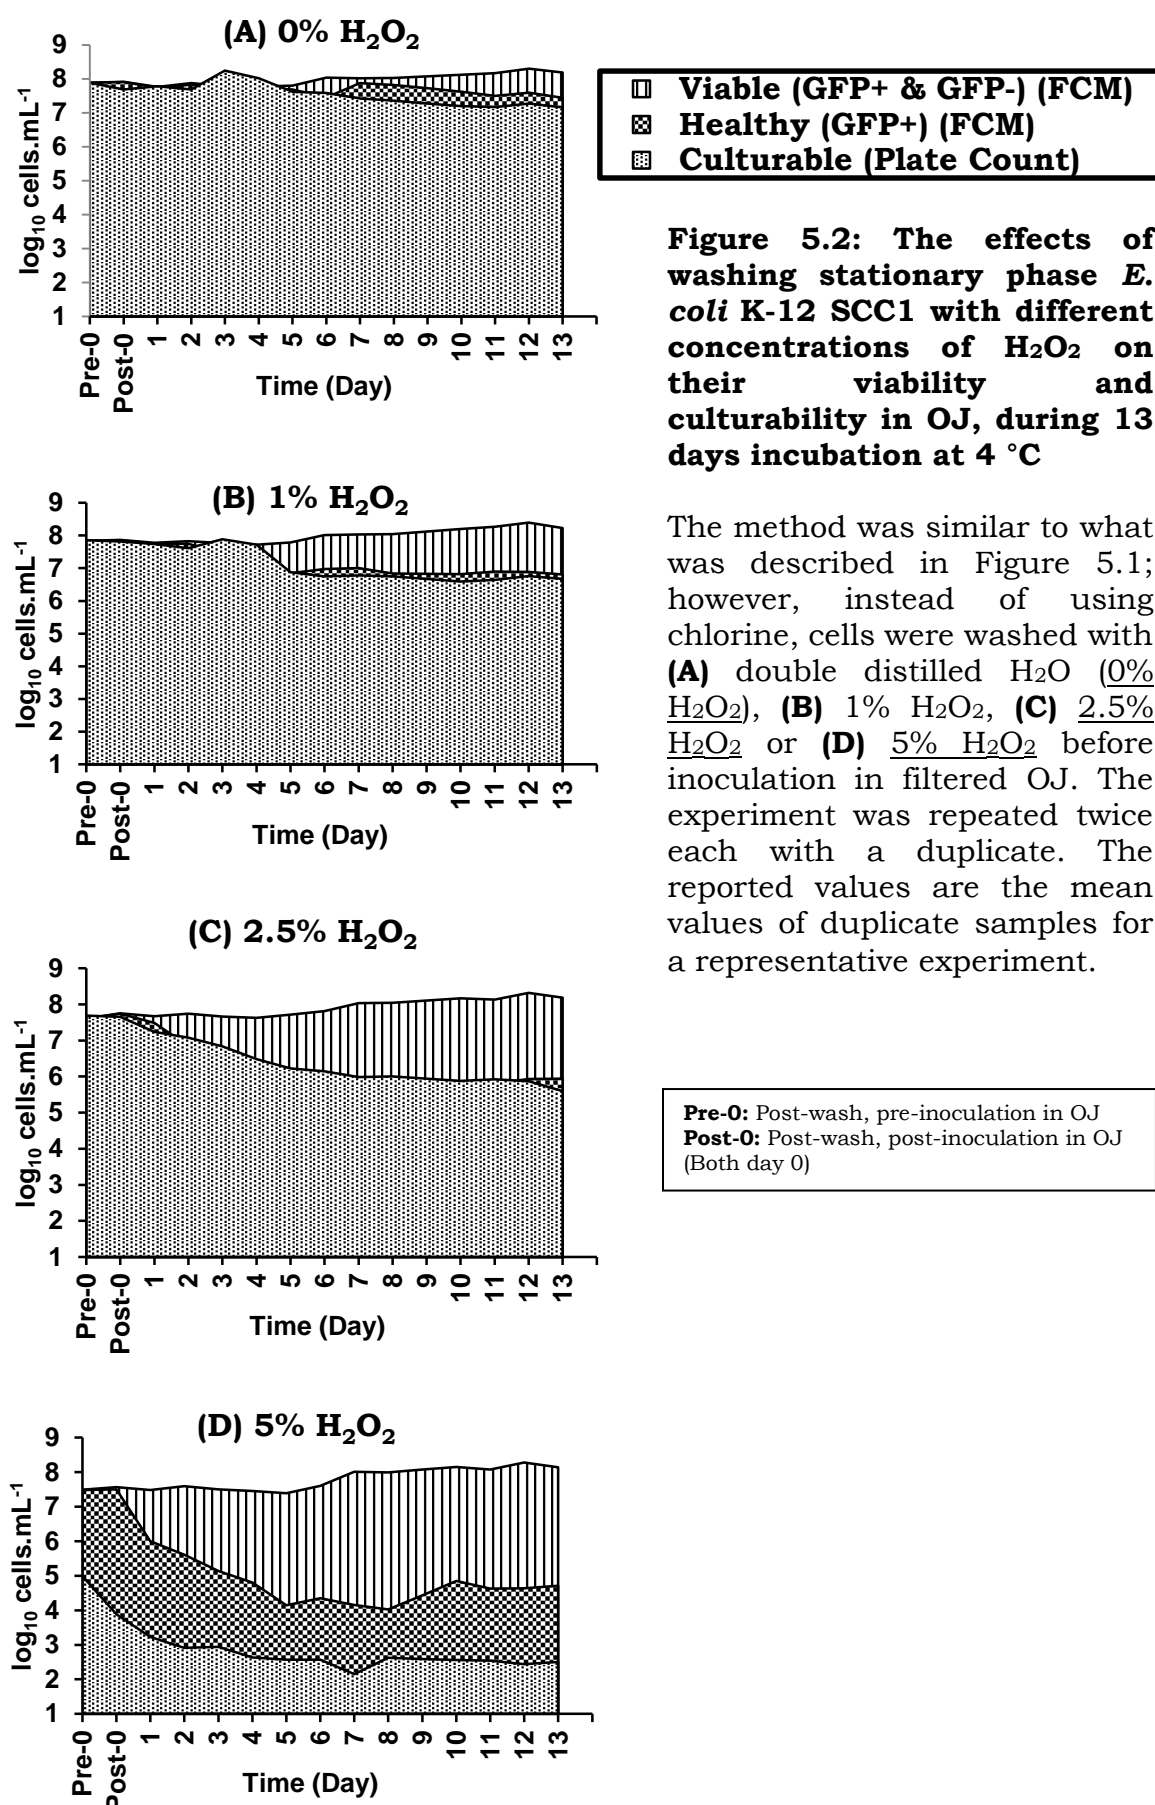 (A) 0% H₂O₂
9
8
7
6
5
4
3
2
1
log₁₀ cells.mL⁻¹
Pre-0
Post-0
1
2
3
4
5
6
7
8
9
10
11
12
13
Time (Day)
Viable (GFP+ & GFP-) (FCM)
Healthy (GFP+) (FCM)
Culturable (Plate Count)
Figure 5.2: The effects of
washing stationary phase E.
coli K-12 SCC1 with different
concentrations of H₂O₂ on
their viability and
culturability in OJ, during 13
days incubation at 4 °C
(B) 1% H₂O₂
9
8
7
6
5
4
3
2
1
log₁₀ cells.mL⁻¹
Pre-0
Post-0
1
2
3
4
5
6
7
8
9
10
11
12
13
Time (Day)
The method was similar to what
was described in Figure 5.1;
however, instead of using
chlorine, cells were washed with
(A) double distilled H₂O (0%
H₂O₂), (B) 1% H₂O₂, (C) 2.5%
H₂O₂ or (D) 5% H₂O₂ before
inoculation in filtered OJ. The
experiment was repeated twice
each with a duplicate. The
reported values are the mean
values of duplicate samples for
a representative experiment.
(C) 2.5% H₂O₂
9
8
7
6
5
4
3
2
1
log₁₀ cells.mL⁻¹
Pre-0
Post-0
1
2
3
4
5
6
7
8
9
10
11
12
13
Time (Day)
Pre-0: Post-wash, pre-inoculation in OJ
Post-0: Post-wash, post-inoculation in OJ
(Both day 0)
(D) 5% H₂O₂
9
8
7
6
5
4
3
2
1
log₁₀ cells.mL⁻¹
Pre-0
Post-0
1
2
3
4
5
6
7
8
9
10
11
12
13
Time (Day)